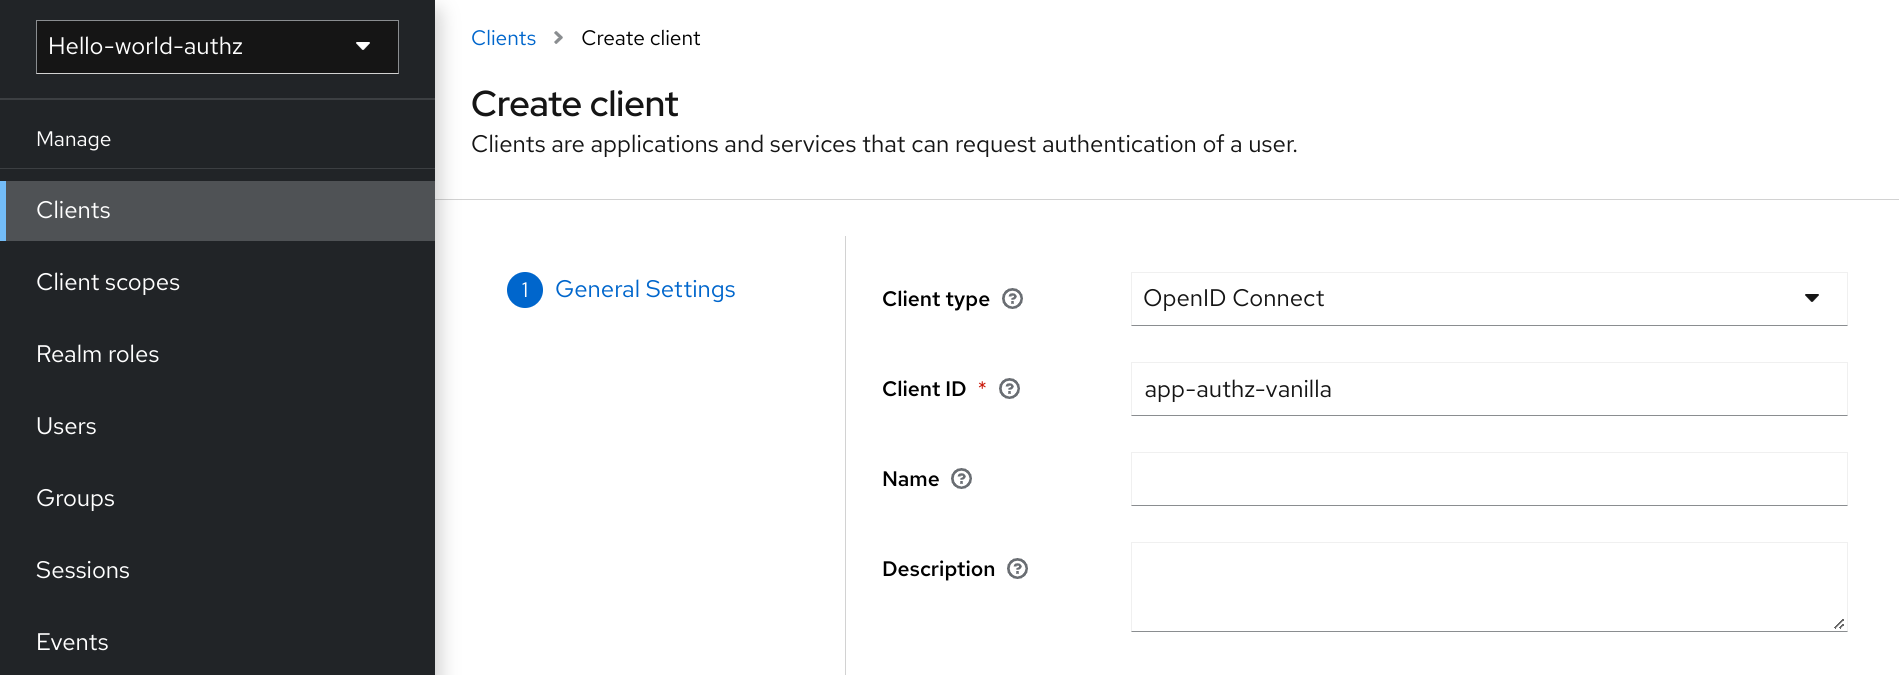 Hello-world-authz
Manage
Clients
Client scopes
Realm roles
Users
Groups
Sessions
Events
Clients > Create client
Create client
Clients are applications and services that can request authentication of a user.
1 General Settings
Client type
OpenID Connect
Client ID *
app-authz-vanilla
Name
Description